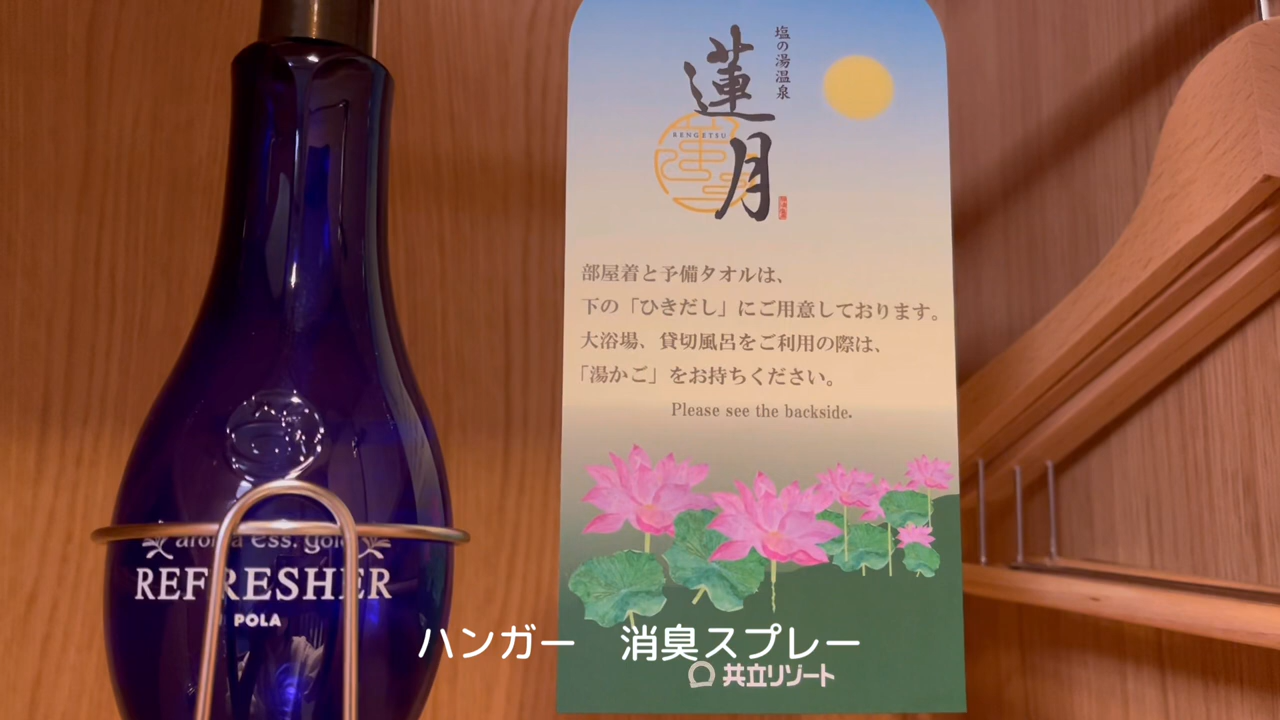 aroma ess. gold
REFRESHER
POLA
塩の湯温泉
蓮月
RENGETSU
部屋着と予備タオルは、
下の「ひきだし」にご用意しております。
大浴場、貸切風呂をご利用の際は、
「湯かご」をお持ちください。
Please see the backside.
ハンガー　消臭スプレー
共立リゾート